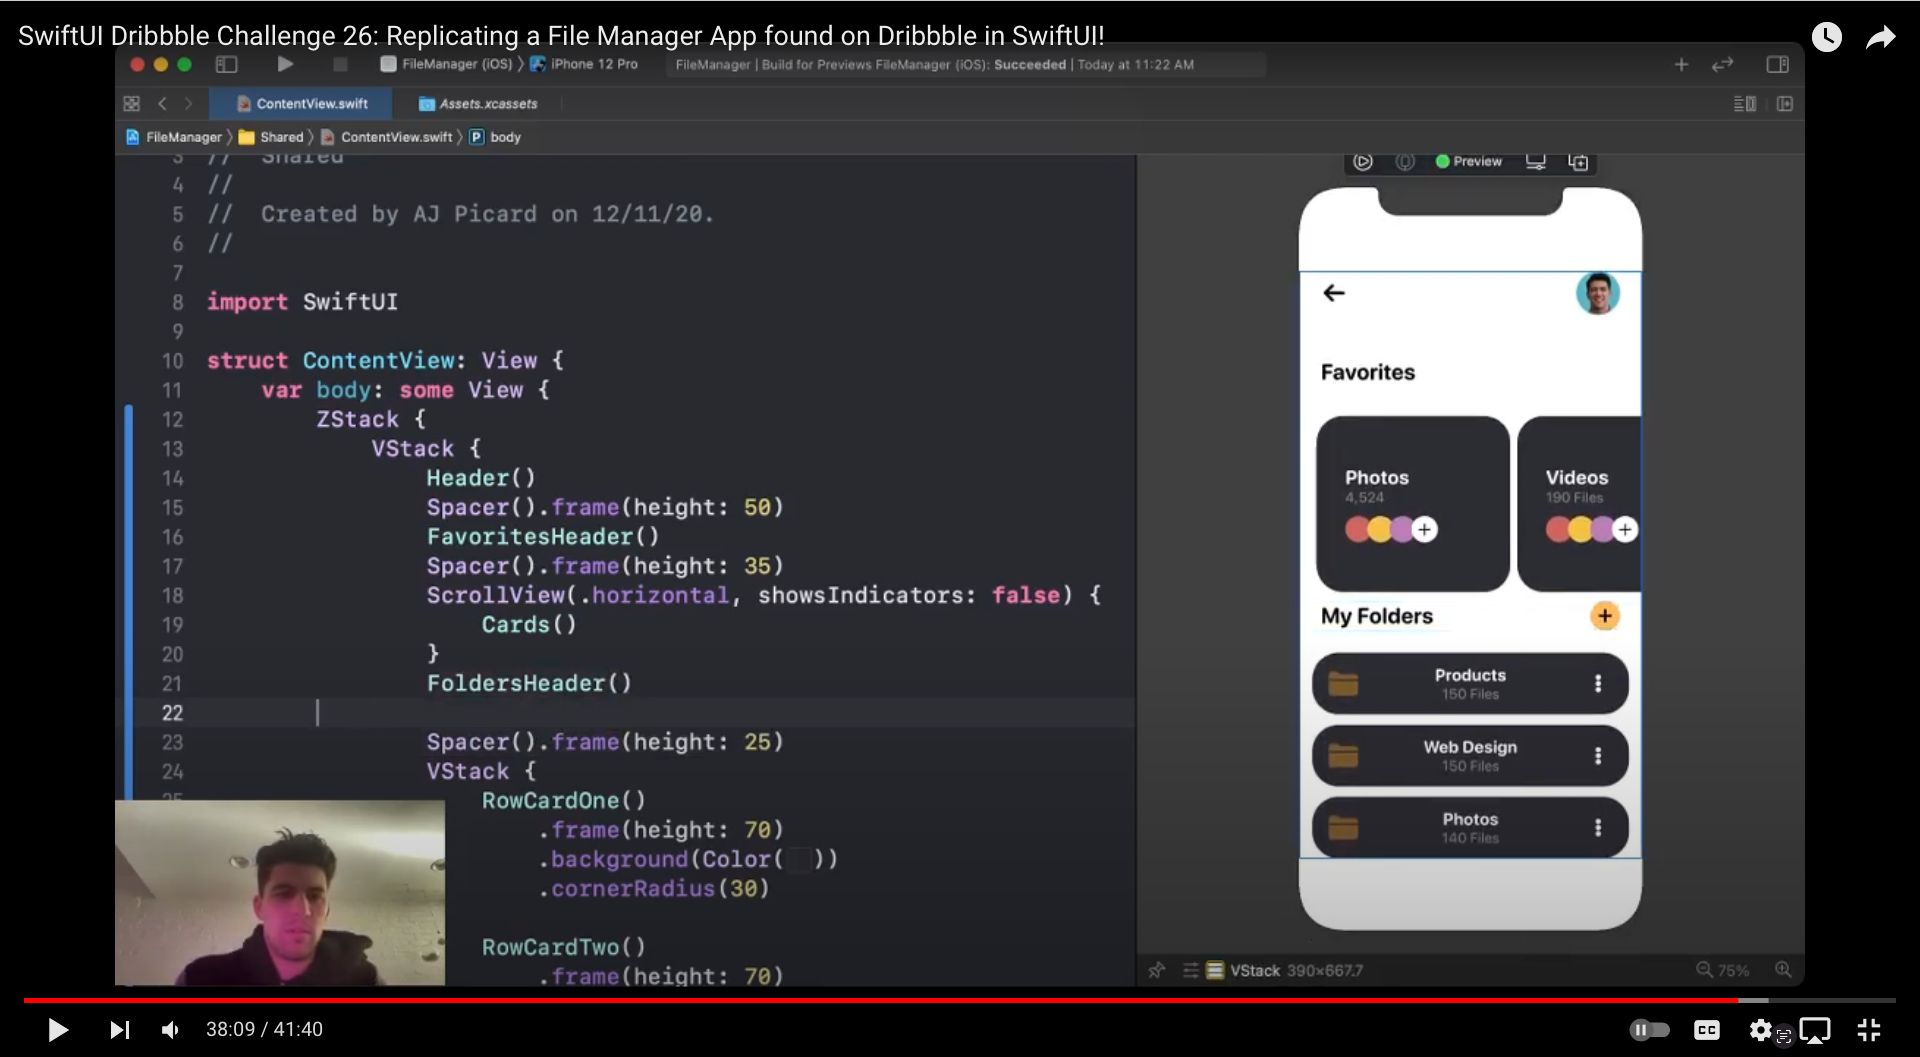 SwiftUI Dribbble Challenge 26: Replicating a File Manager App found on Dribbble in SwiftUI!
FileManager (iOS) 〉 iPhone 12 Pro
FileManager | Build for Previews FileManager (iOS): Succeeded | Today at 11:22 AM
ContentView.swift
Assets.xcassets
FileManager 〉 Shared 〉 ContentView.swift 〉 P body
3 // Shared
4 //
5 // Created by AJ Picard on 12/11/20.
6 //
7
8 import SwiftUI
9
10 struct ContentView: View {
11 var body: some View {
12 ZStack {
13 VStack {
14 Header()
15 Spacer().frame(height: 50)
16 FavoritesHeader()
17 Spacer().frame(height: 35)
18 ScrollView(.horizontal, showsIndicators: false) {
19 Cards()
20 }
21 FoldersHeader()
22
23 Spacer().frame(height: 25)
24 VStack {
25 RowCardOne()
.frame(height: 70)
.background(Color( ))
.cornerRadius(30)
RowCardTwo()
.frame(height: 70)
Preview
Favorites
Photos
4,524
+
Videos
190 Files
+
My Folders
+
Products
150 Files
Web Design
150 Files
Photos
140 Files
VStack 390×667.7
75%
38:09 / 41:40
CC